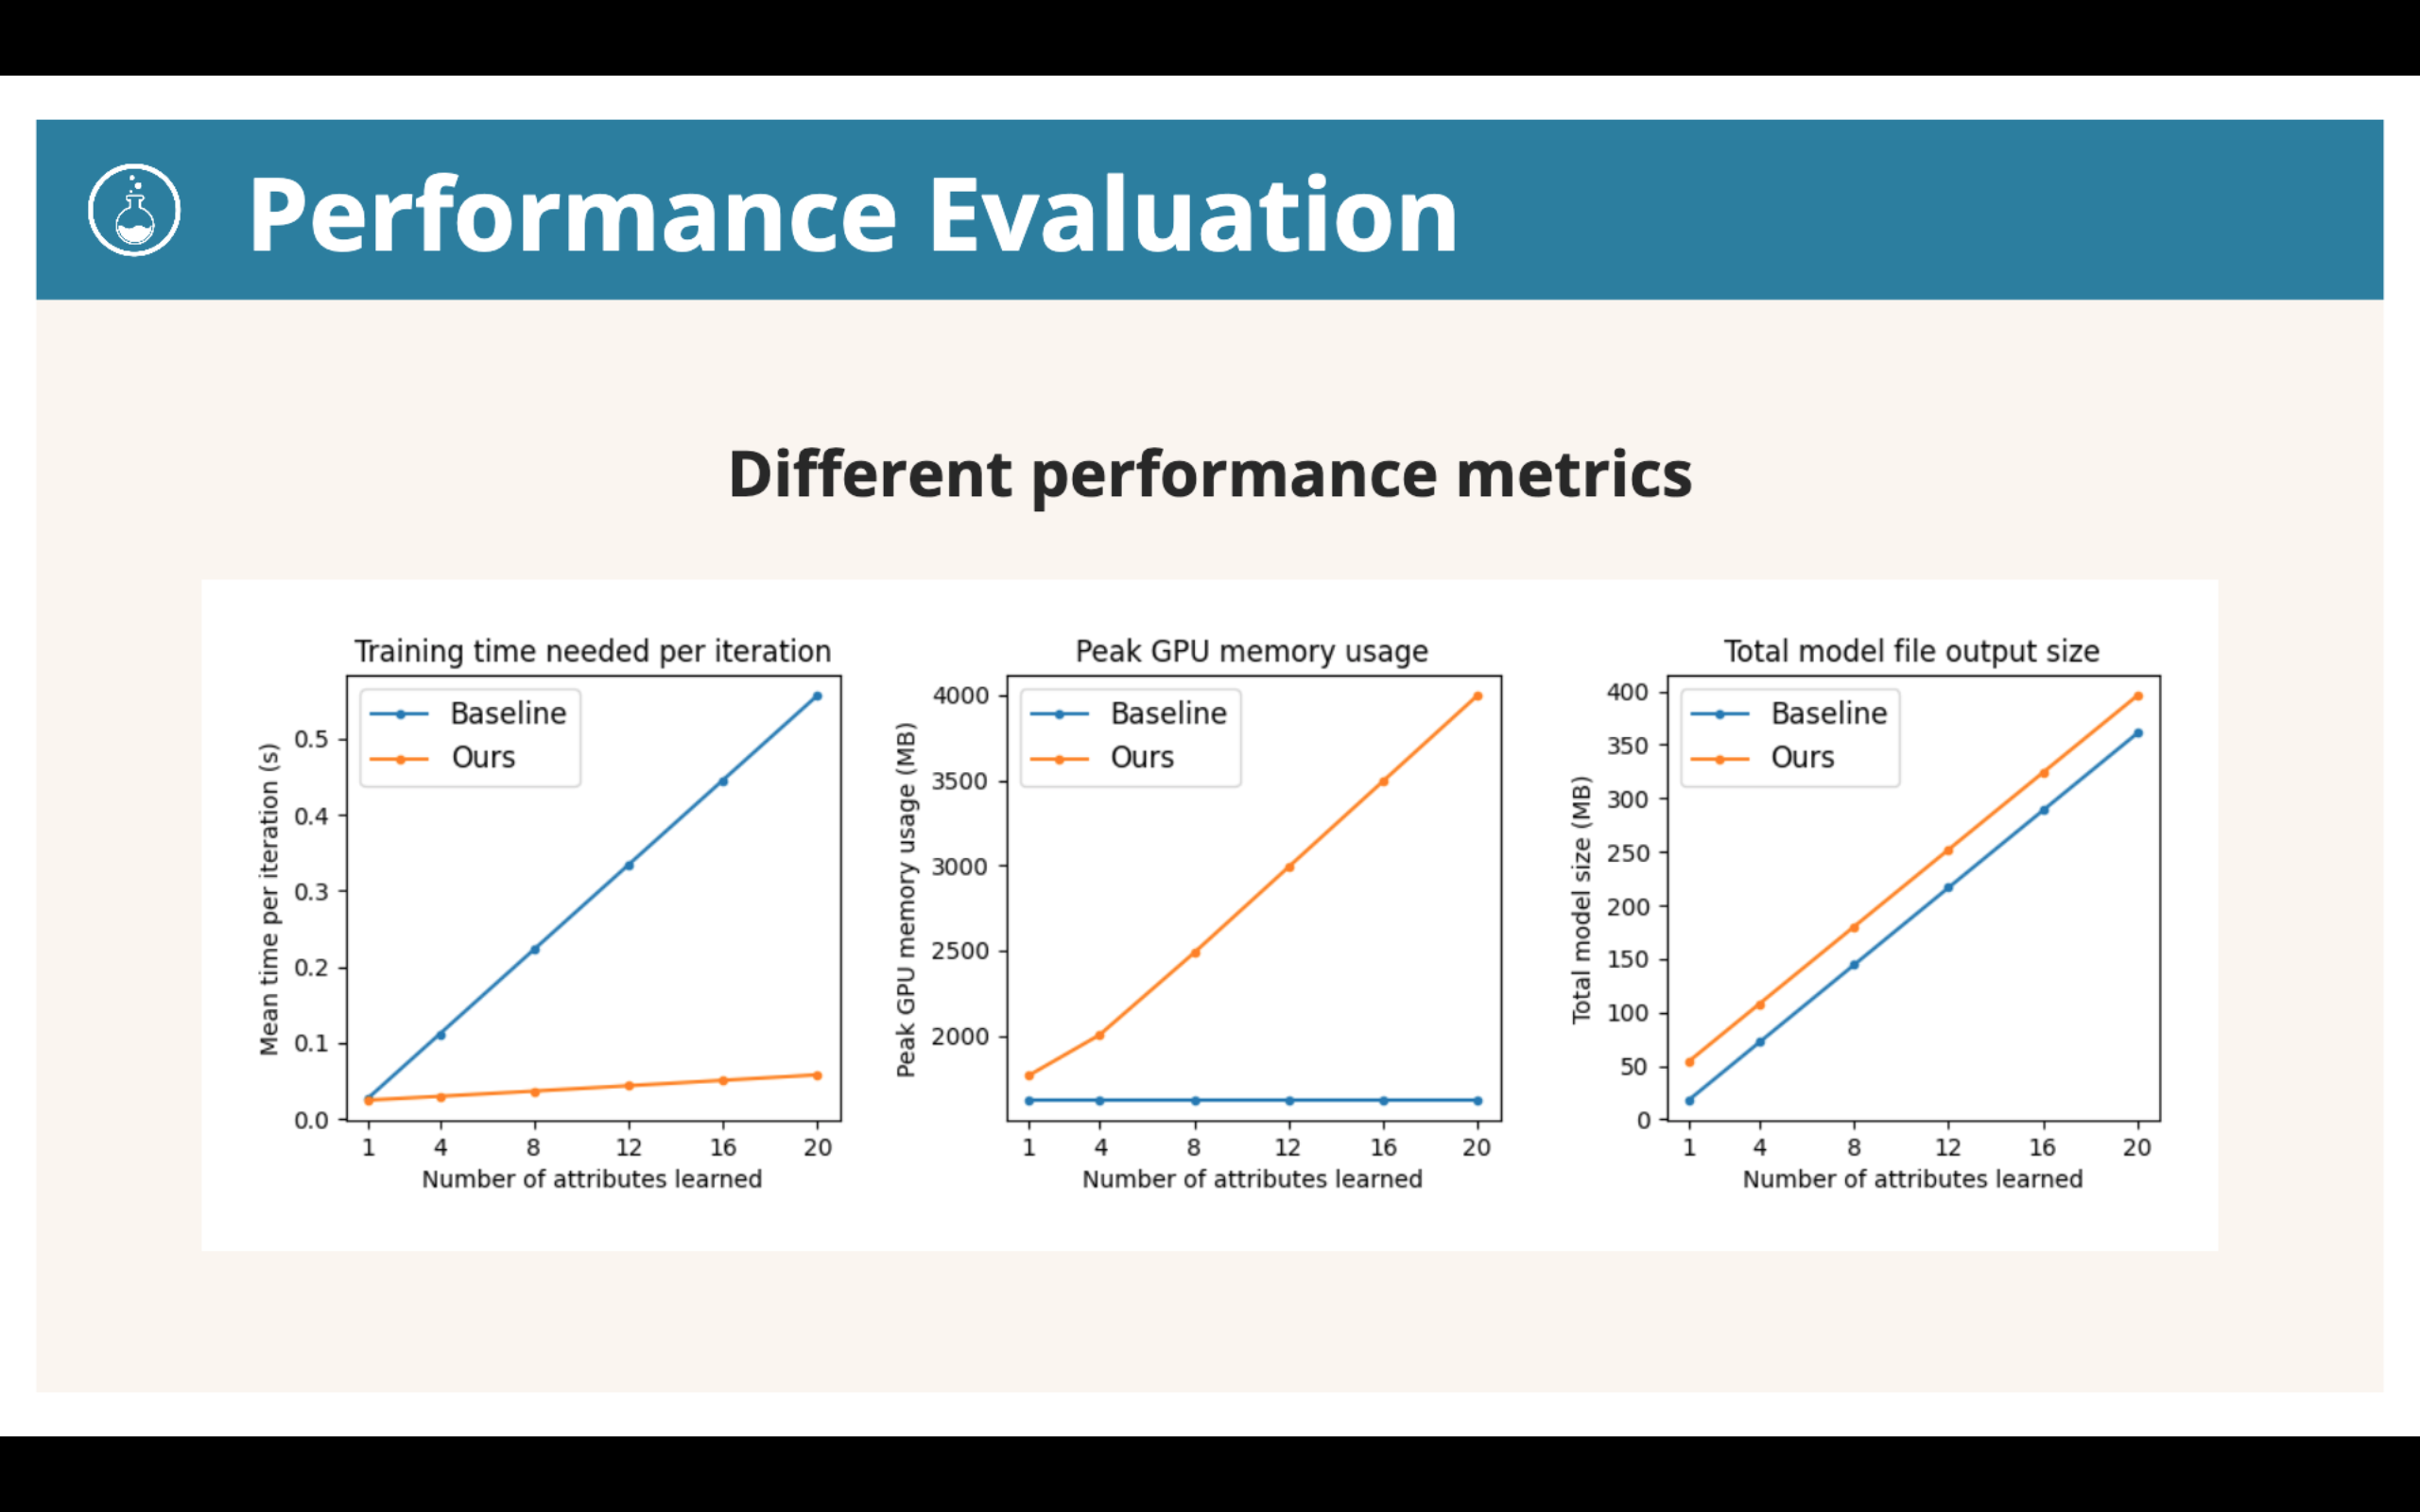 Performance Evaluation
Different performance metrics
Training time needed per iteration
Baseline
Ours
Mean time per iteration (s)
0.5
0.4
0.3
0.2
0.1
0.0
1 4 8 12 16 20
Number of attributes learned
Peak GPU memory usage
Baseline
Ours
Peak GPU memory usage (MB)
4000
3500
3000
2500
2000
1 4 8 12 16 20
Number of attributes learned
Total model file output size
Baseline
Ours
Total model size (MB)
400
350
300
250
200
150
100
50
0
1 4 8 12 16 20
Number of attributes learned